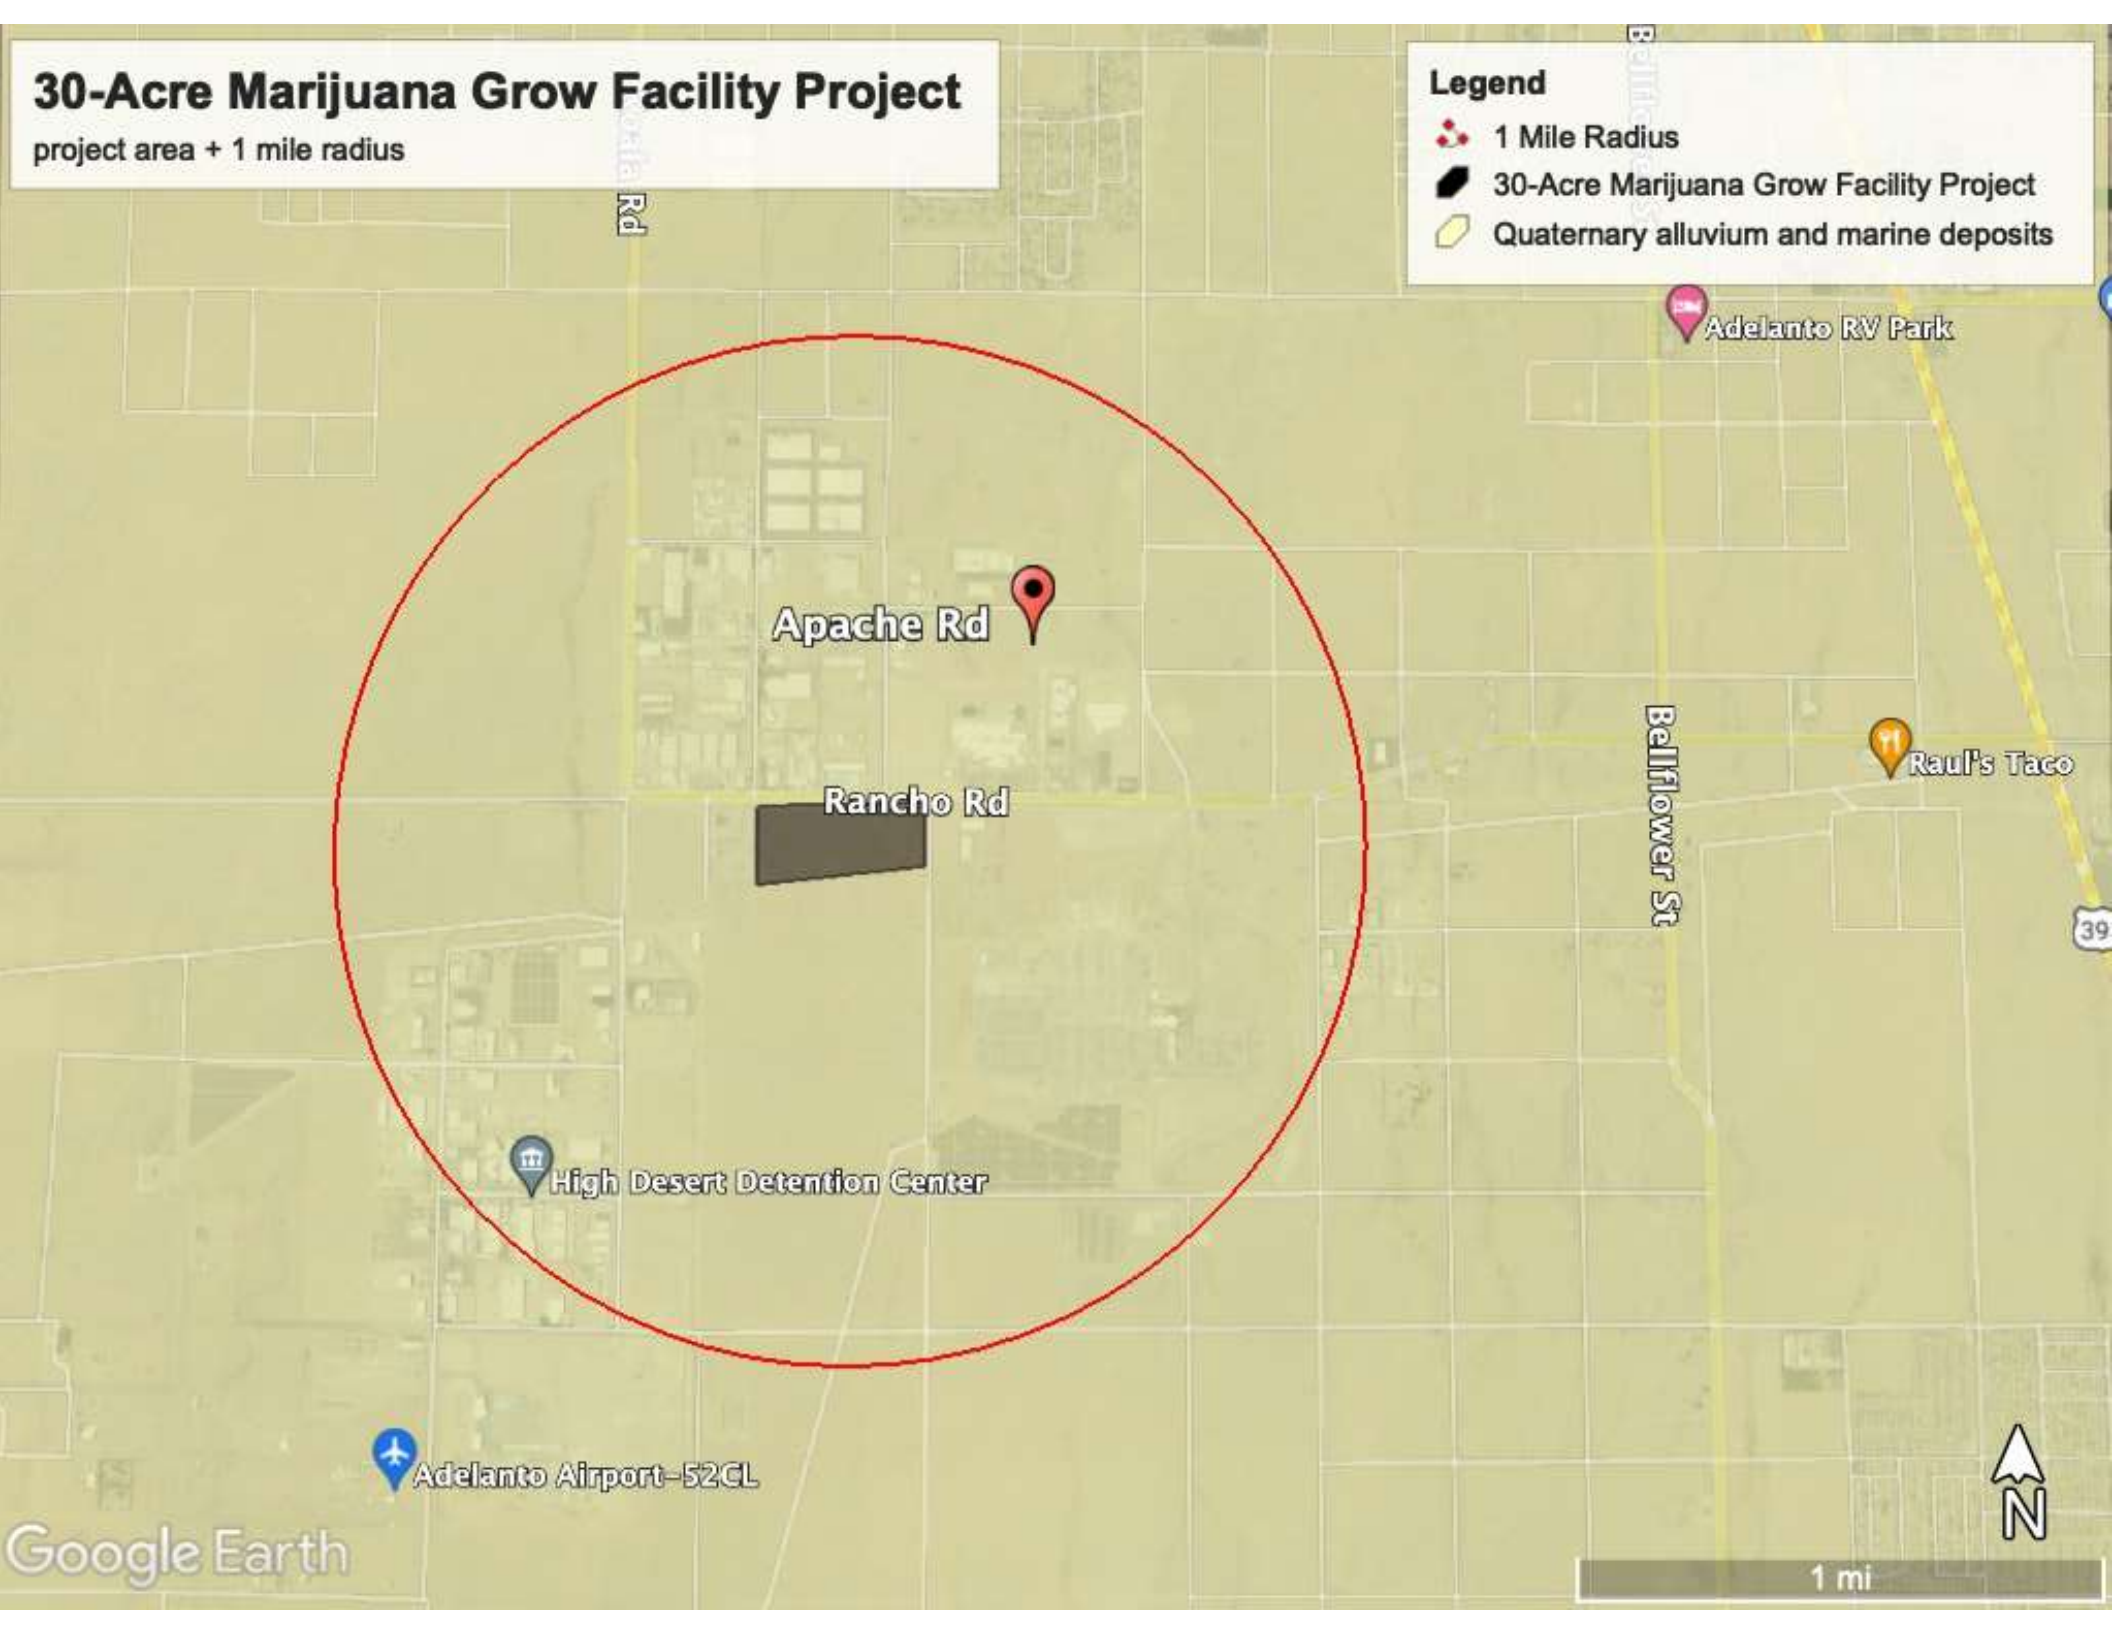 30-Acre Marijuana Grow Facility Project
project area + 1 mile radius
Legend
1 Mile Radius
30-Acre Marijuana Grow Facility Project
Quaternary alluvium and marine deposits
Rd
Adelanto RV Park
Apache Rd
Rancho Rd
Bellflower St
Raul's Taco
39
High Desert Detention Center
Adelanto Airport-52CL
Google Earth
N
1 mi